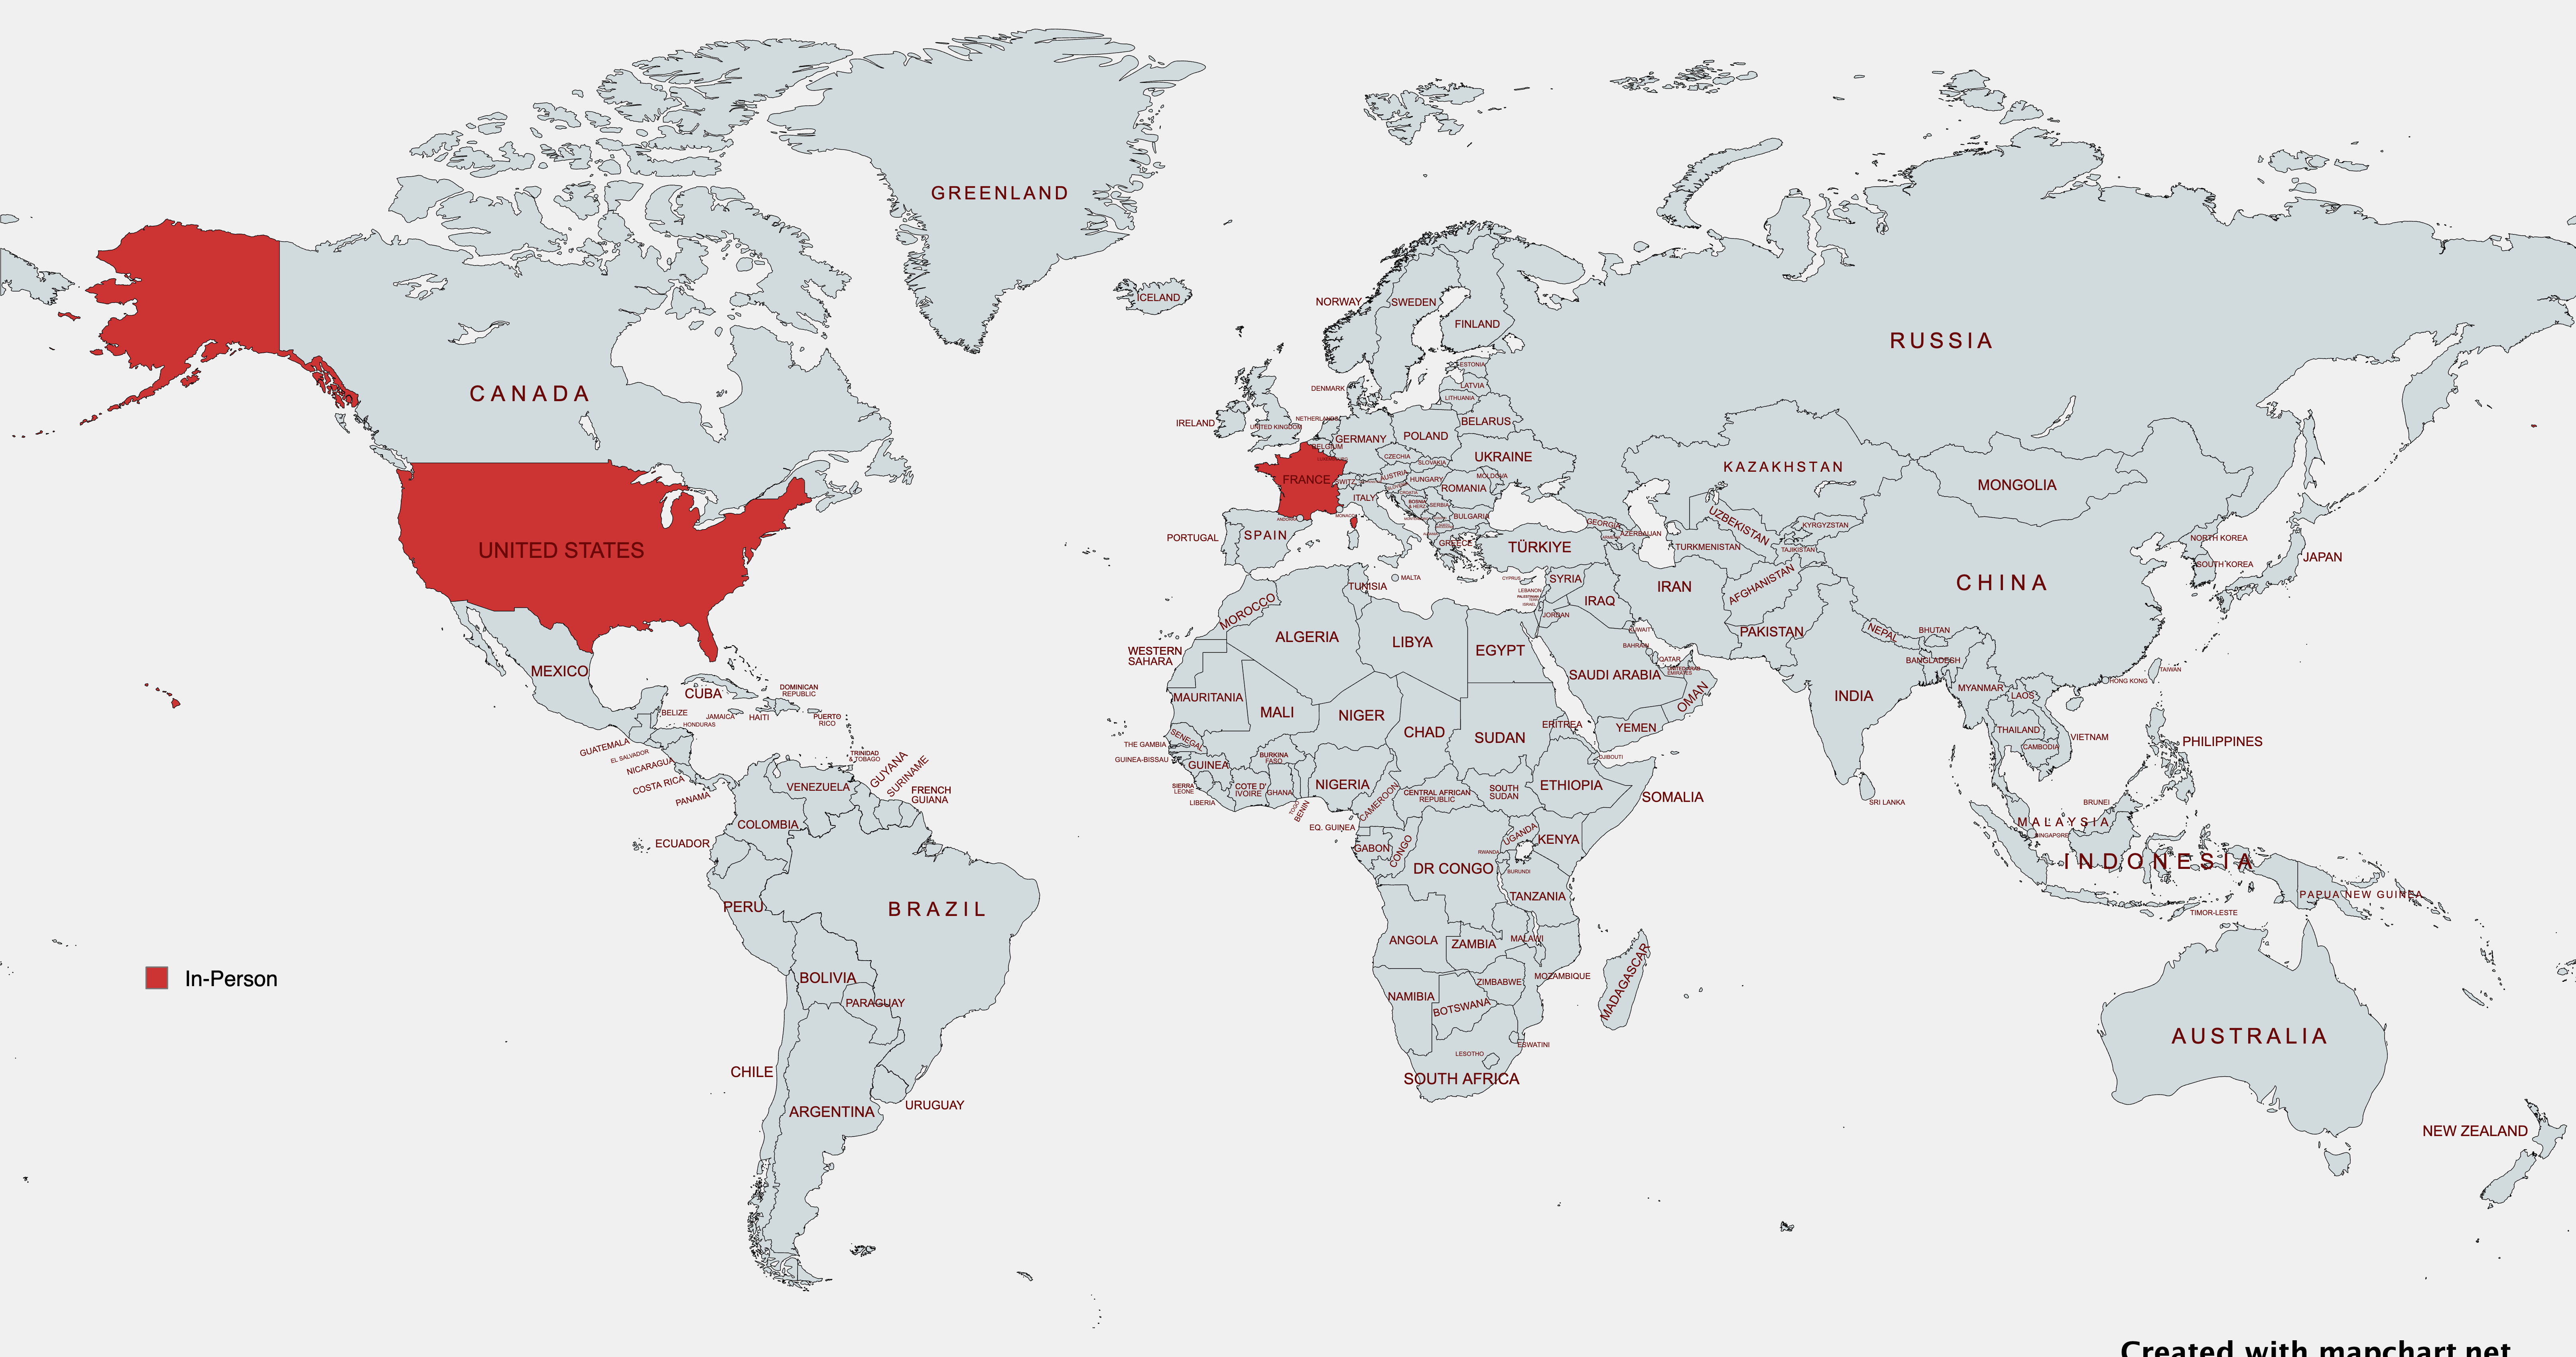 GREENLAND
ICELAND
NORWAY
SWEDEN
FINLAND
RUSSIA
CANADA
ESTONIA
LATVIA
LITHUANIA
DENMARK
IRELAND
UNITED KINGDOM
NETHERLANDS
BELGIUM
GERMANY
POLAND
BELARUS
CZECHIA
SLOVAKIA
UKRAINE
FRANCE
SWITZ.
AUSTRIA
HUNGARY
MOLDOVA
ROMANIA
ITALY
CROATIA
BOSNIA
& HERZ.
SERBIA
BULGARIA
MONACO
ANDORRA
PORTUGAL
SPAIN
GREECE
TÜRKIYE
GEORGIA
ARMENIA
AZERBAIJAN
KAZAKHSTAN
UZBEKISTAN
TURKMENISTAN
KYRGYZSTAN
TAJIKISTAN
MONGOLIA
CHINA
NORTH KOREA
SOUTH KOREA
JAPAN
UNITED STATES
MEXICO
CUBA
DOMINICAN
REPUBLIC
BELIZE
JAMAICA
HAITI
PUERTO
RICO
HONDURAS
GUATEMALA
EL SALVADOR
NICARAGUA
COSTA RICA
PANAMA
TRINIDAD
& TOBAGO
GUYANA
SURINAME
FRENCH
GUIANA
VENEZUELA
COLOMBIA
ECUADOR
PERU
BRAZIL
BOLIVIA
PARAGUAY
CHILE
ARGENTINA
URUGUAY
MALTA
TUNISIA
MOROCCO
ALGERIA
LIBYA
EGYPT
WESTERN
SAHARA
MAURITANIA
MALI
NIGER
CHAD
SUDAN
ERITREA
SENEGAL
THE GAMBIA
GUINEA-BISSAU
GUINEA
SIERRA
LEONE
LIBERIA
COTE D'
IVOIRE
BURKINA
FASO
GHANA
TOGO
BENIN
NIGERIA
CAMEROON
CENTRAL AFRICAN
REPUBLIC
SOUTH
SUDAN
ETHIOPIA
DJIBOUTI
SOMALIA
EQ. GUINEA
GABON
CONGO
DR CONGO
UGANDA
KENYA
RWANDA
BURUNDI
TANZANIA
ANGOLA
ZAMBIA
MALAWI
MOZAMBIQUE
ZIMBABWE
NAMIBIA
BOTSWANA
MADAGASCAR
ESWATINI
LESOTHO
SOUTH AFRICA
CYPRUS
SYRIA
LEBANON
ISRAEL
JORDAN
IRAQ
IRAN
KUWAIT
BAHRAIN
QATAR
UNITED ARAB
EMIRATES
SAUDI ARABIA
OMAN
YEMEN
AFGHANISTAN
PAKISTAN
NEPAL
BHUTAN
BANGLADESH
INDIA
SRI LANKA
MYANMAR
LAOS
THAILAND
CAMBODIA
VIETNAM
HONG KONG
TAIWAN
PHILIPPINES
BRUNEI
MALAYSIA
SINGAPORE
INDONESIA
PAPUA NEW GUINEA
TIMOR-LESTE
AUSTRALIA
NEW ZEALAND
In-Person
Created with mapchart.net